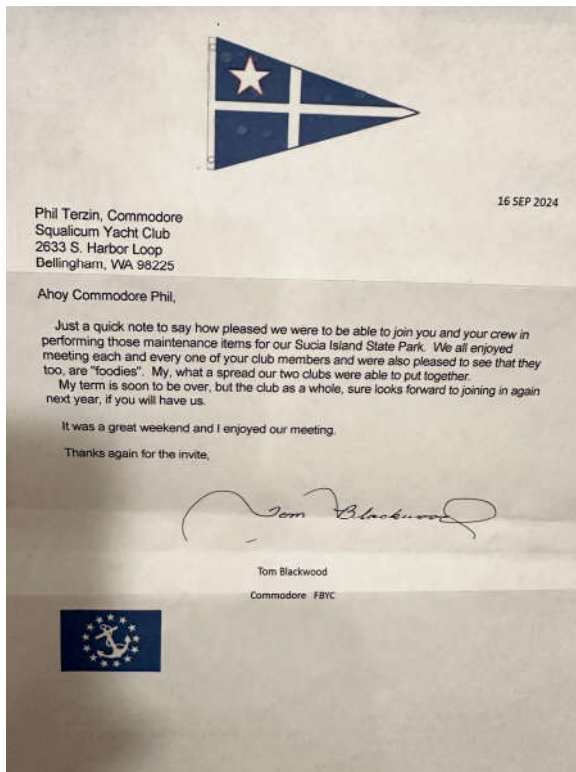 16 SEP 2024
Phil Terzin, Commodore
Squalicum Yacht Club
2633 S. Harbor Loop
Bellingham, WA 98225
Ahoy Commodore Phil,
Just a quick note to say how pleased we were to be able to join you and your crew in
performing those maintenance items for our Sucia Island State Park. We all enjoyed
meeting each and every one of your club members and were also pleased to see that they
too, are "foodies". My, what a spread our two clubs were able to put together.
My term is soon to be over, but the club as a whole, sure looks forward to joining in again
next year, if you will have us.
It was a great weekend and I enjoyed our meeting.
Thanks again for the invite,
Tom Blackwood
Tom Blackwood
Commodore FBYC